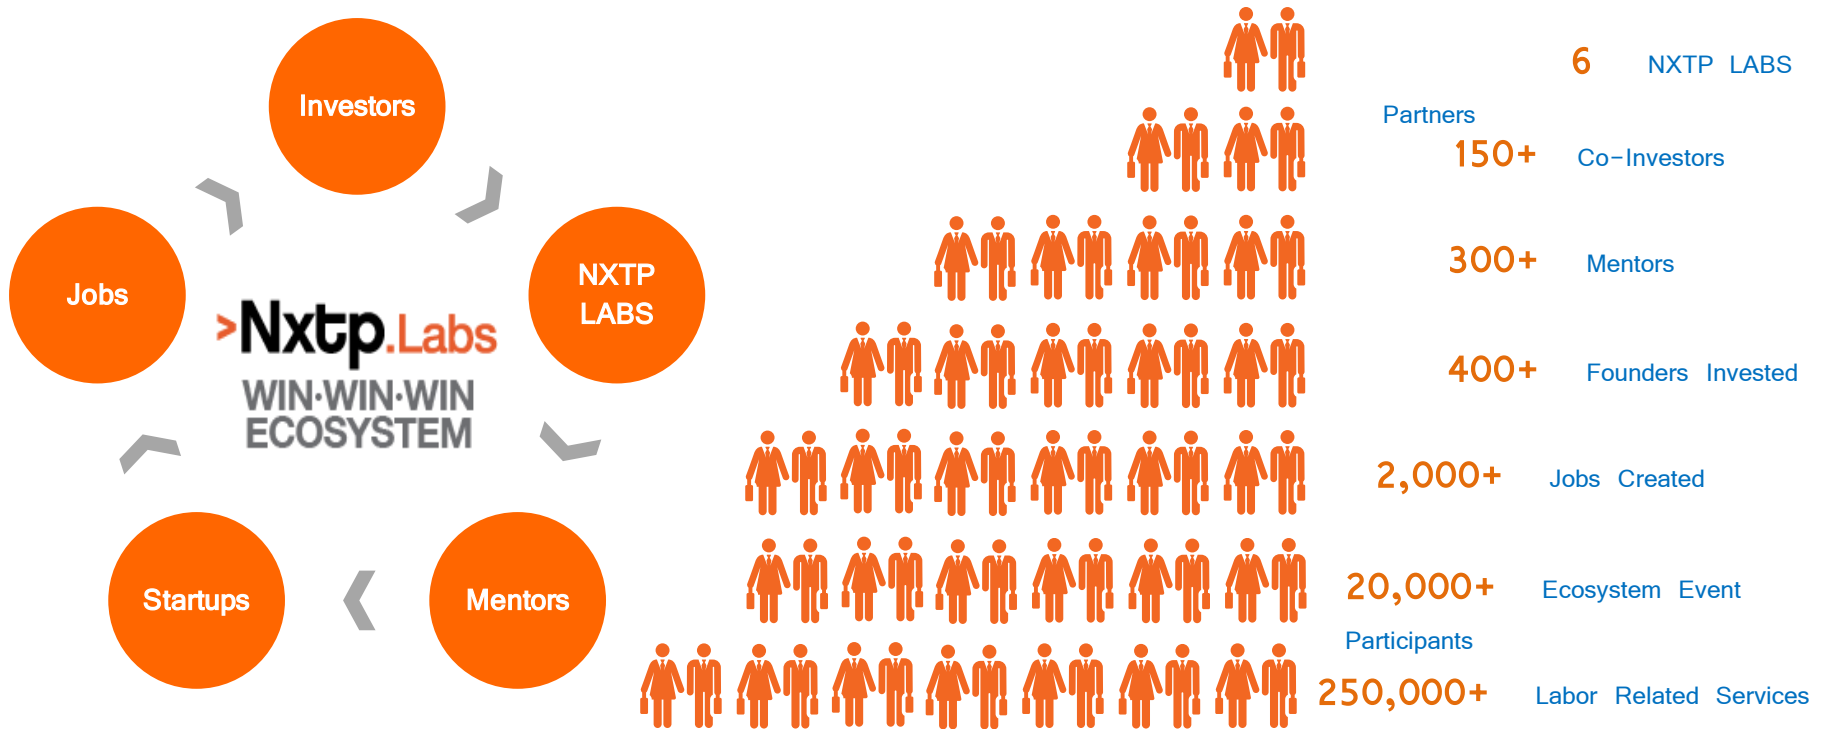 Investors
Jobs
NXTP
LABS
>Nxtp.Labs
WIN·WIN·WIN
ECOSYSTEM
Startups
Mentors
6 NXTP LABS
Partners
150+ Co-Investors
300+ Mentors
400+ Founders Invested
2,000+ Jobs Created
20,000+ Ecosystem Event
Participants
250,000+ Labor Related Services